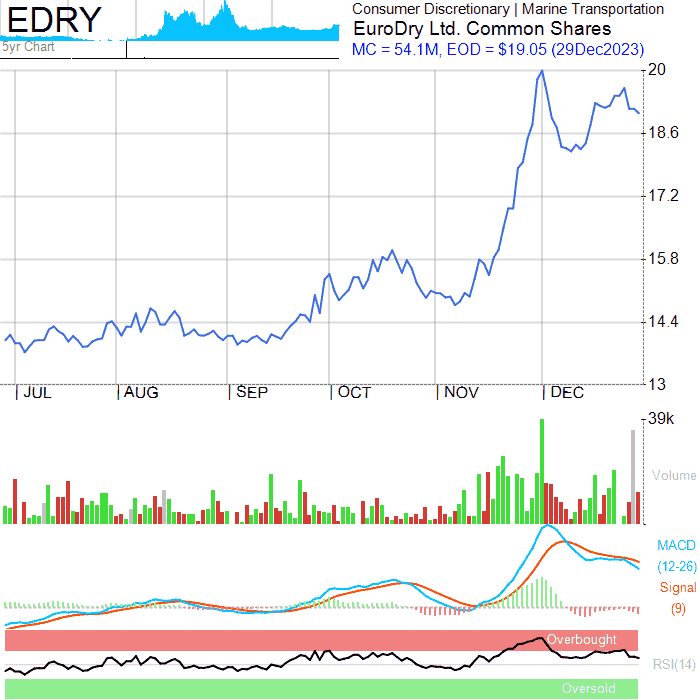 EDRY
5yr Chart
Consumer Discretionary | Marine Transportation
EuroDry Ltd. Common Shares
MC = 54.1M, EOD = $19.05 (29Dec2023)
20
18.6
17.2
15.8
14.4
13
JUL AUG SEP OCT NOV DEC
39k
Volume
MACD
(12-26)
Signal
(9)
Overbought
RSI(14)
Oversold